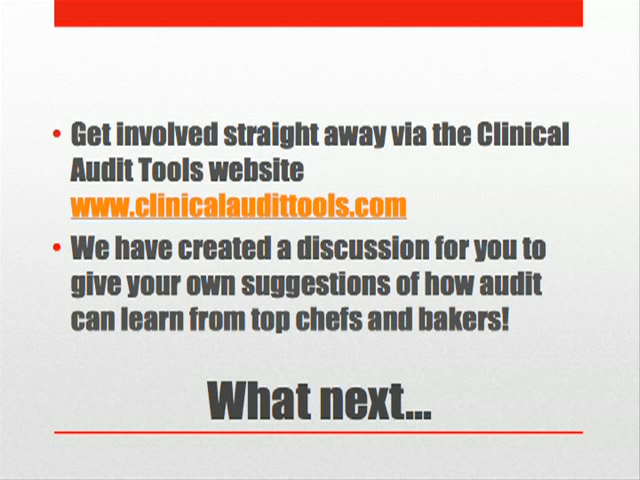 • Get involved straight away via the Clinical
Audit Tools website
www.clinicalaudittools.com
• We have created a discussion for you to
give your own suggestions of how audit
can learn from top chefs and bakers!
What next...